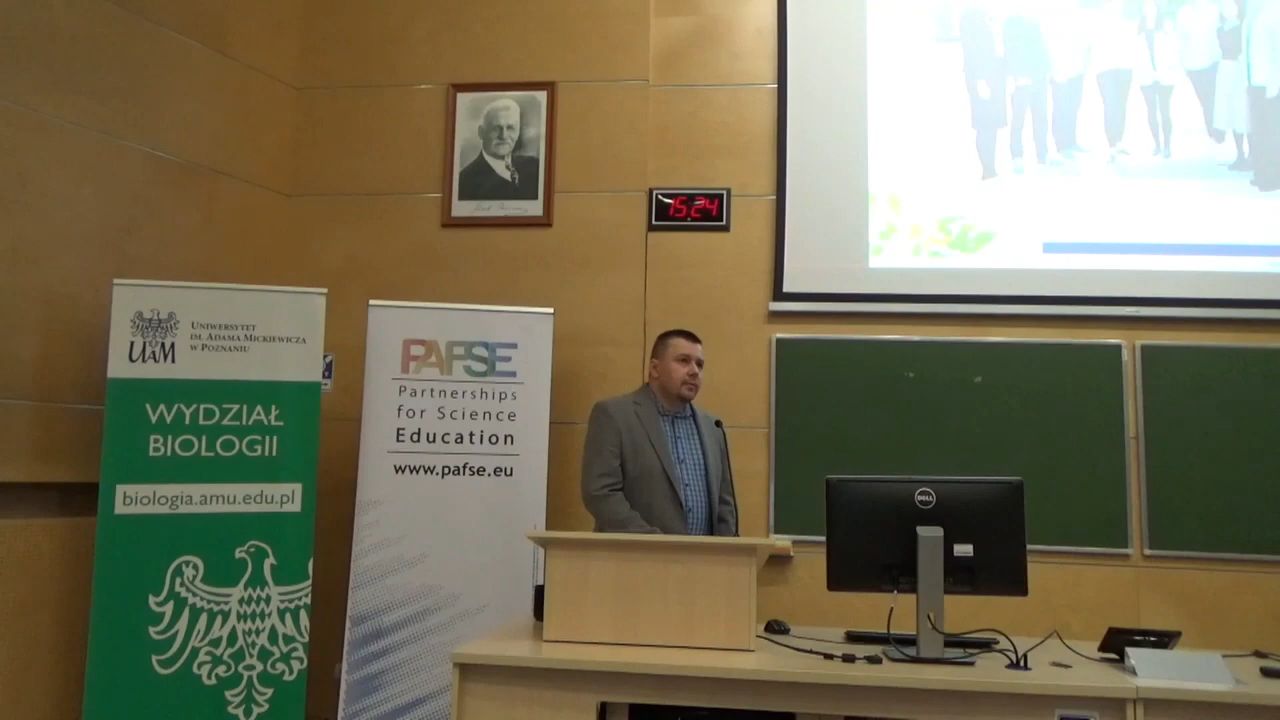 15:24
UAM
UNIWERSYTET
IM. ADAMA MICKIEWICZA
W POZNANIU
WYDZIAŁ
BIOLOGII
biologia.amu.edu.pl
PAFSE
Partnerships
for Science
Education
www.pafse.eu
DELL